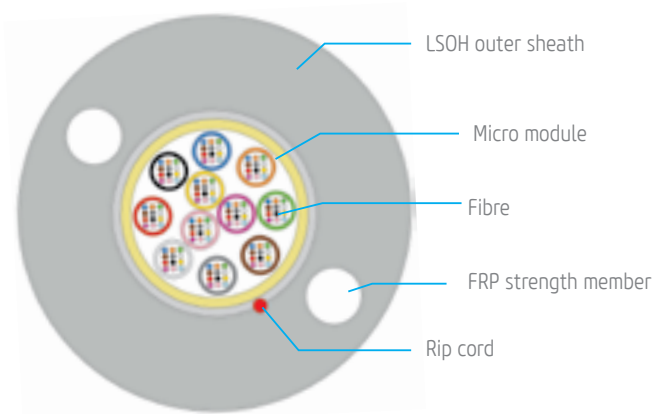 LSOH outer sheath
Micro module
Fibre
FRP strength member
Rip cord